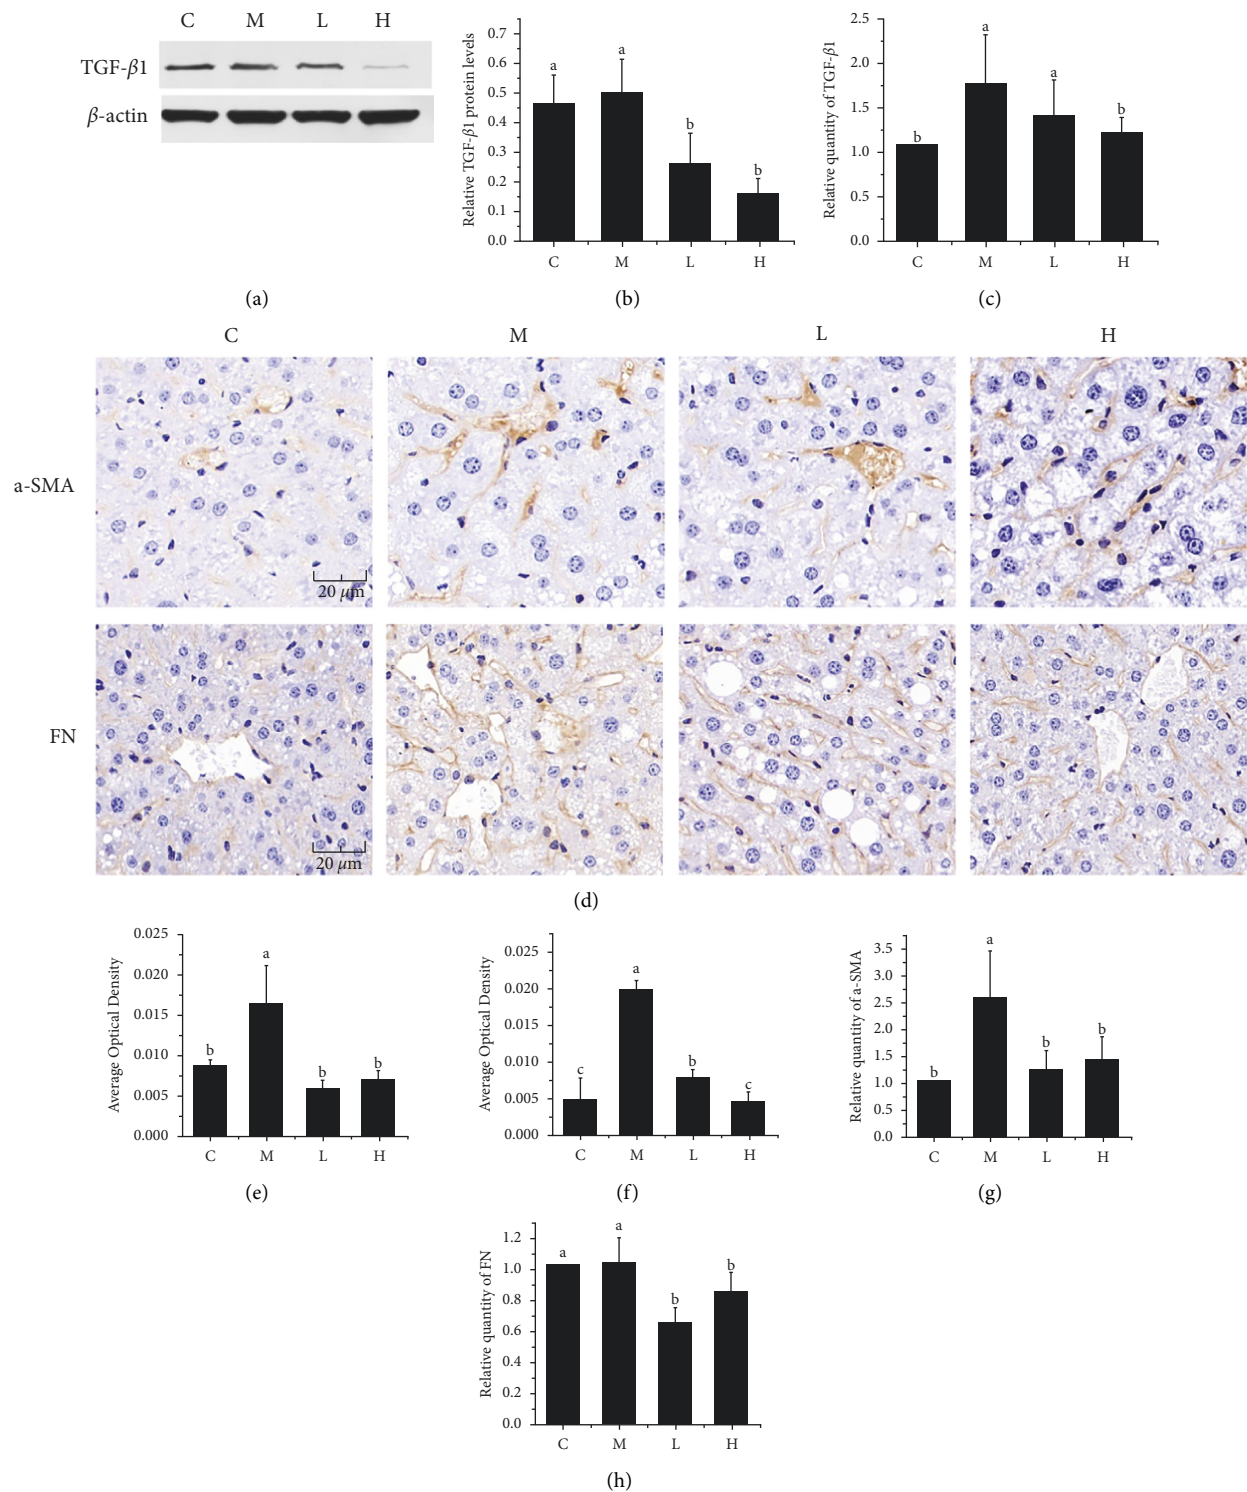 C M L H
TGF-β1
β-actin
(a)
Relative TGF-β1 protein levels
0.7
0.6
0.5
0.4
0.3
0.2
0.1
0.0
a
a
b
b
C M L H
(b)
Relative quantity of TGF-β1
2.5
2.0
1.5
1.0
0.5
0.0
b
a
a
b
C M L H
(c)
C M L H
a-SMA
20 μm
FN
20 μm
(d)
Average Optical Density
0.025
0.020
0.015
0.010
0.005
0.000
b
a
b
b
C M L H
(e)
Average Optical Density
0.025
0.020
0.015
0.010
0.005
0.000
c
a
b
c
C M L H
(f)
Relative quantity of a-SMA
3.5
3.0
2.5
2.0
1.5
1.0
0.5
0.0
b
a
b
b
C M L H
(g)
Relative quantity of FN
1.2
1.0
0.8
0.6
0.4
0.2
0.0
a
a
b
b
C M L H
(h)